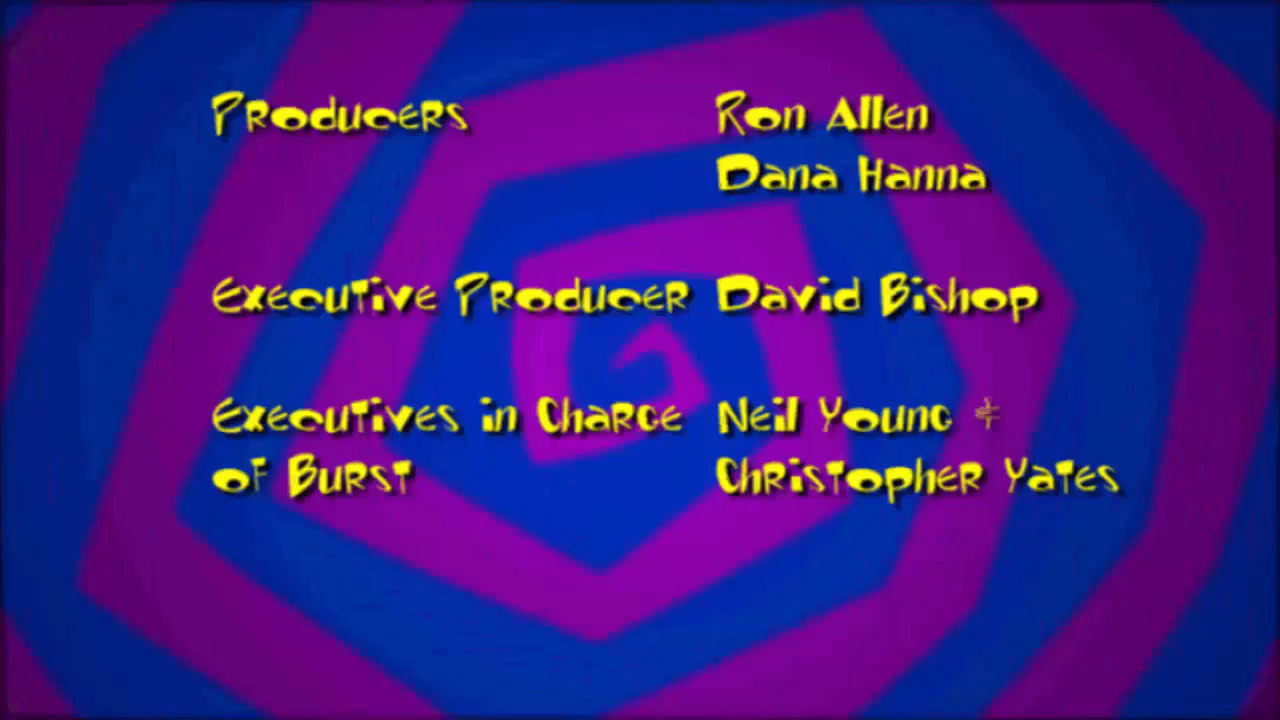 Producers Ron Allen
Dana Hanna
Executive Producer David Bishop
Executives in Charge Neil Young &
of Burst Christopher Yates